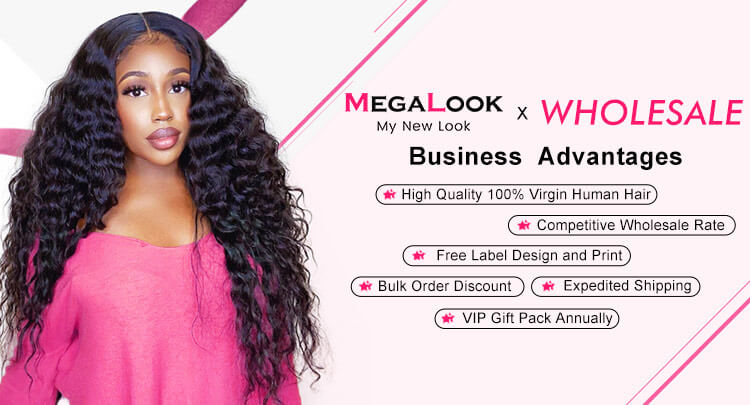 MEGALOOK x WHOLESALE
My New Look
Business Advantages
High Quality 100% Virgin Human Hair
Competitive Wholesale Rate
Free Label Design and Print
Bulk Order Discount
Expedited Shipping
VIP Gift Pack Annually